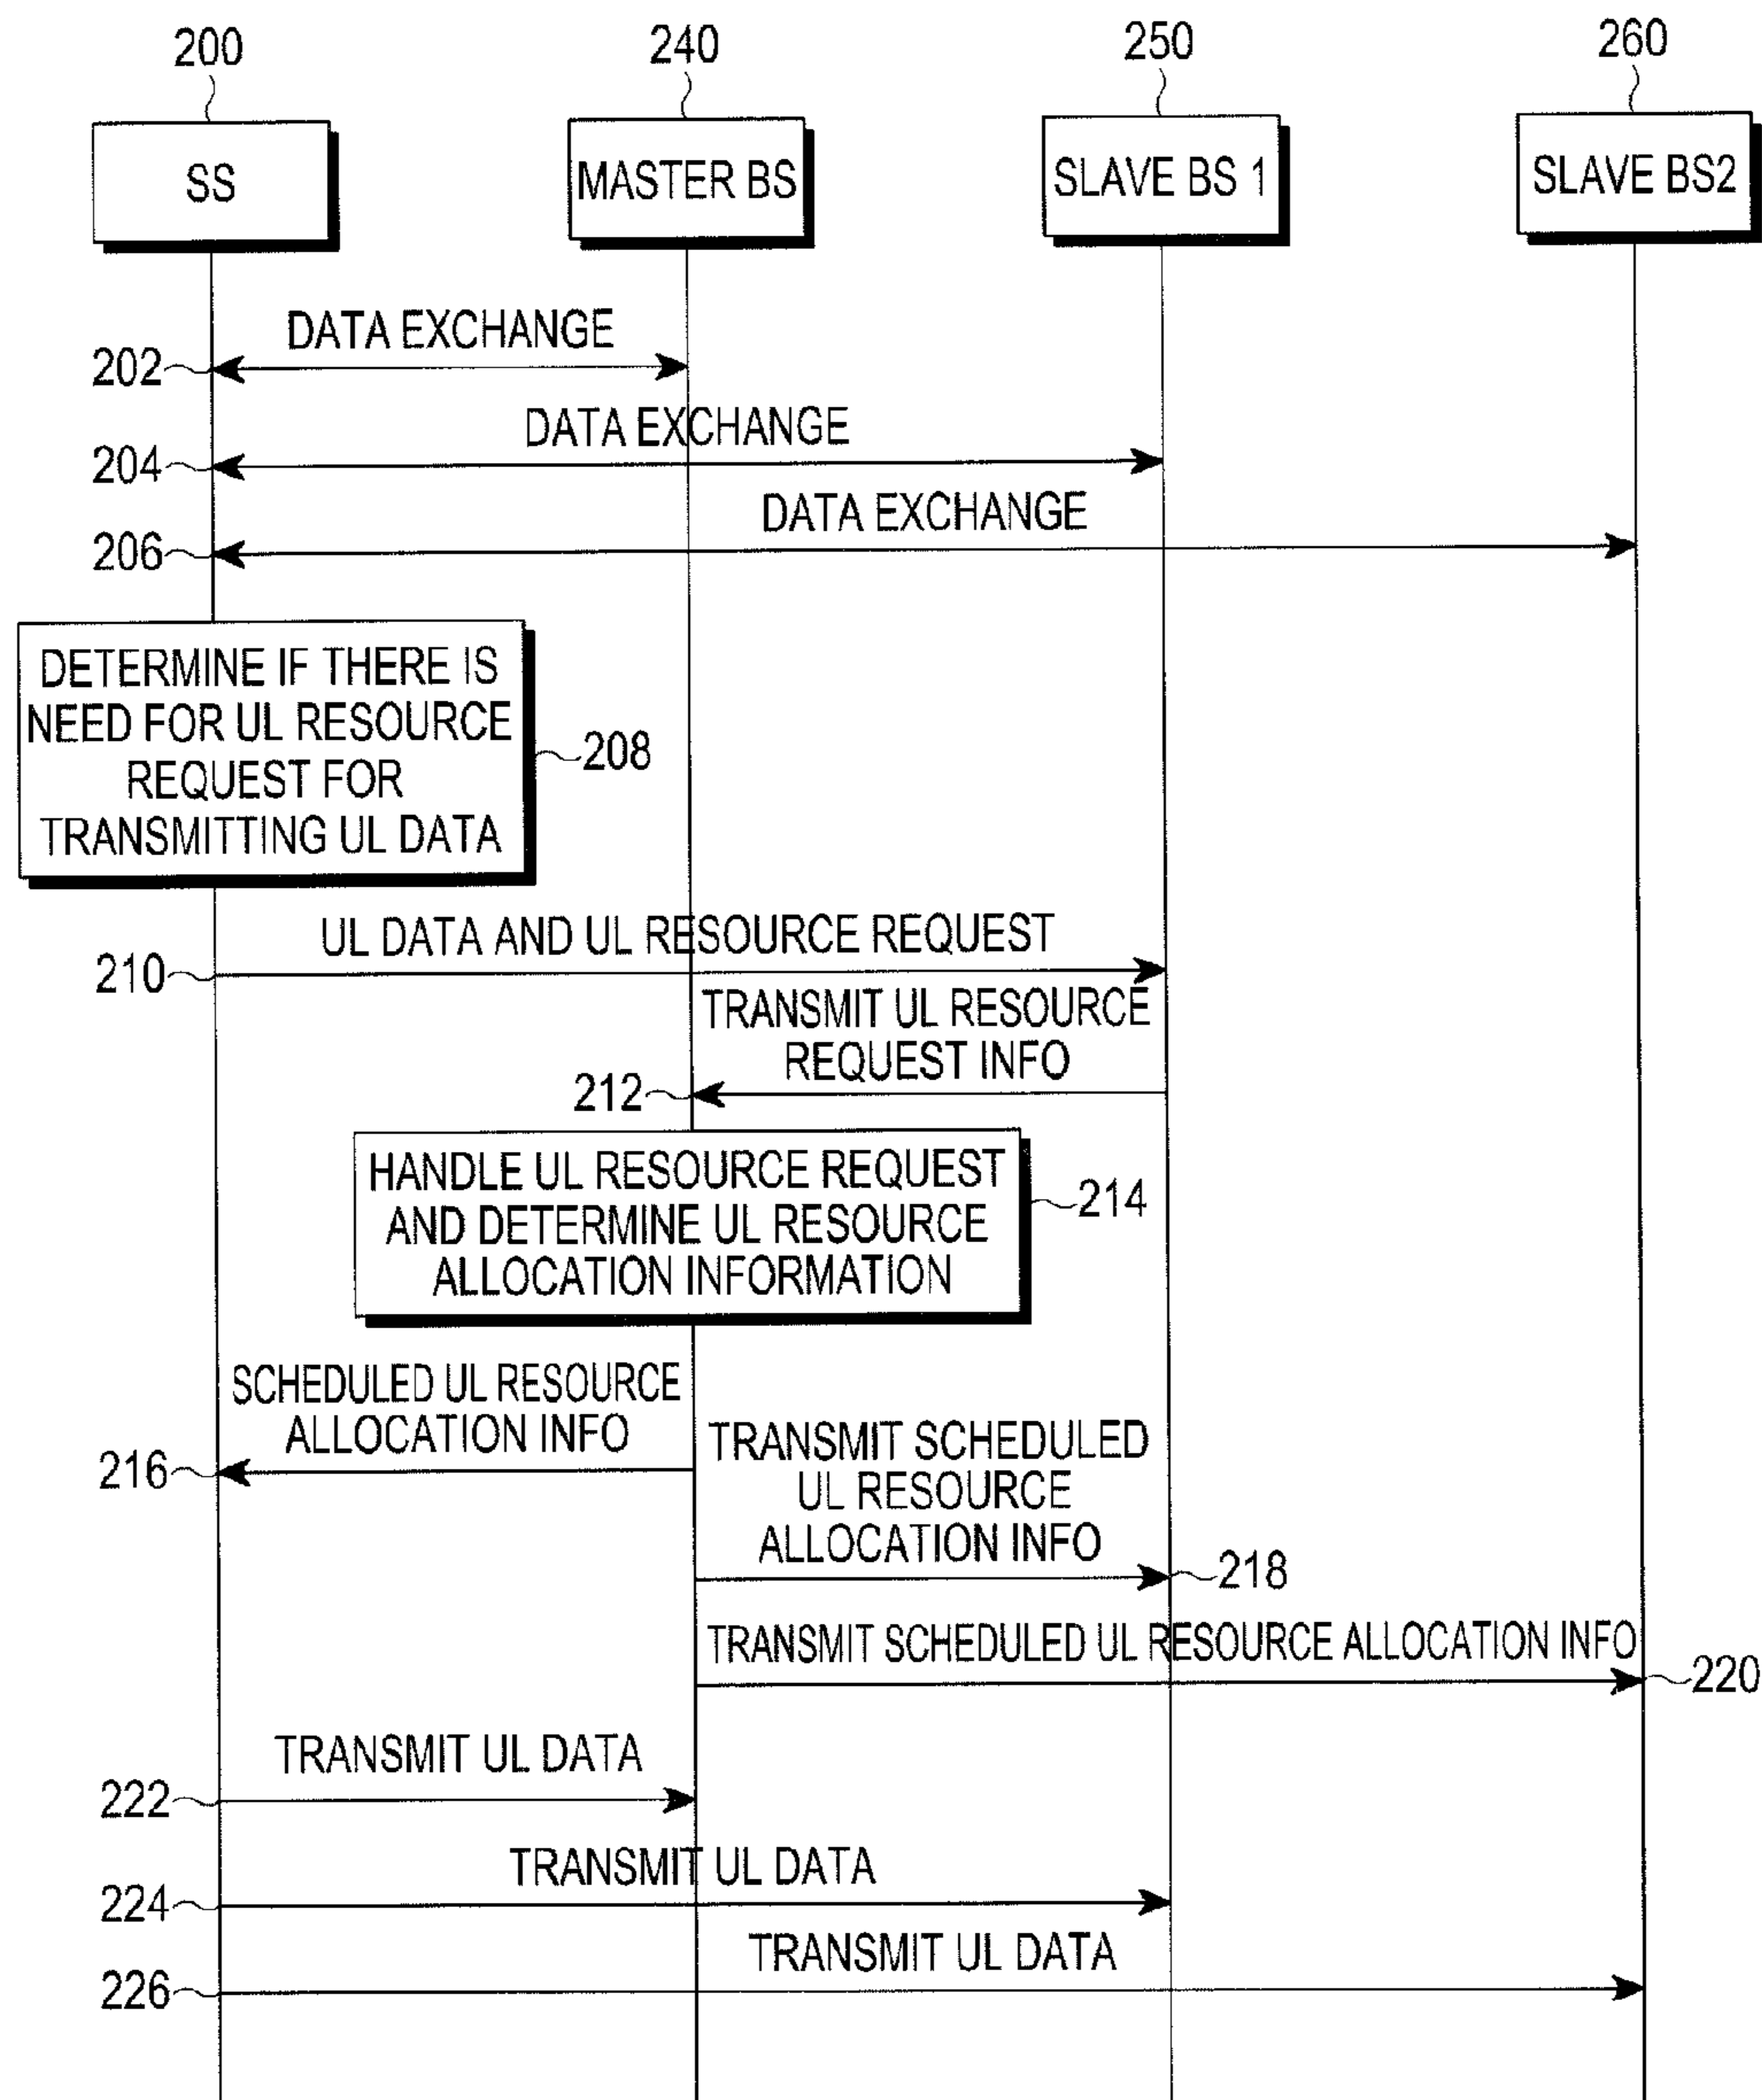 200
240
250
260
SS
MASTER BS
SLAVE BS 1
SLAVE BS2
DATA EXCHANGE
202
DATA EXCHANGE
204
DATA EXCHANGE
206
DETERMINE IF THERE IS
NEED FOR UL RESOURCE
REQUEST FOR
TRANSMITTING UL DATA
208
UL DATA AND UL RESOURCE REQUEST
210
TRANSMIT UL RESOURCE
REQUEST INFO
212
HANDLE UL RESOURCE REQUEST
AND DETERMINE UL RESOURCE
ALLOCATION INFORMATION
214
SCHEDULED UL RESOURCE
ALLOCATION INFO
216
TRANSMIT SCHEDULED
UL RESOURCE
ALLOCATION INFO
218
TRANSMIT SCHEDULED UL RESOURCE ALLOCATION INFO
220
TRANSMIT UL DATA
222
TRANSMIT UL DATA
224
TRANSMIT UL DATA
226